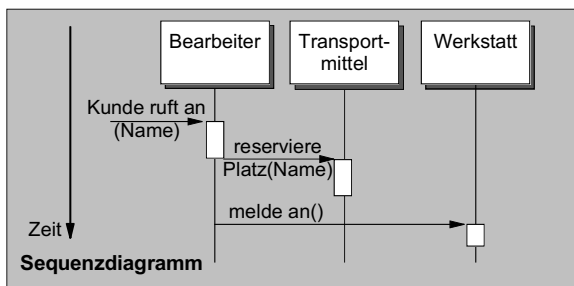 Bearbeiter
Transport-
mittel
Werkstatt
Kunde ruft an
(Name)
reserviere
Platz(Name)
melde an()
Zeit
Sequenzdiagramm